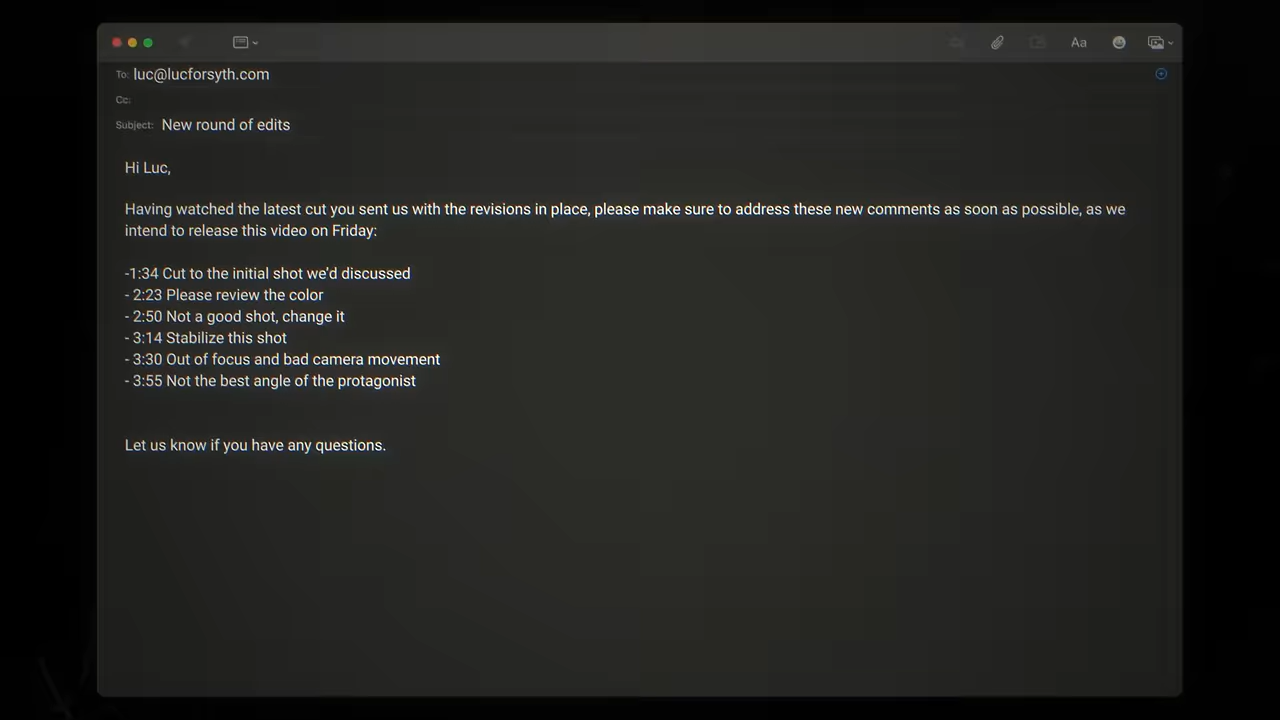 Aa
To: luc@lucforsyth.com
Cc:
Subject: New round of edits
Hi Luc,
Having watched the latest cut you sent us with the revisions in place, please make sure to address these new comments as soon as possible, as we
intend to release this video on Friday:
-1:34 Cut to the initial shot we'd discussed
- 2:23 Please review the color
- 2:50 Not a good shot, change it
- 3:14 Stabilize this shot
- 3:30 Out of focus and bad camera movement
- 3:55 Not the best angle of the protagonist
Let us know if you have any questions.